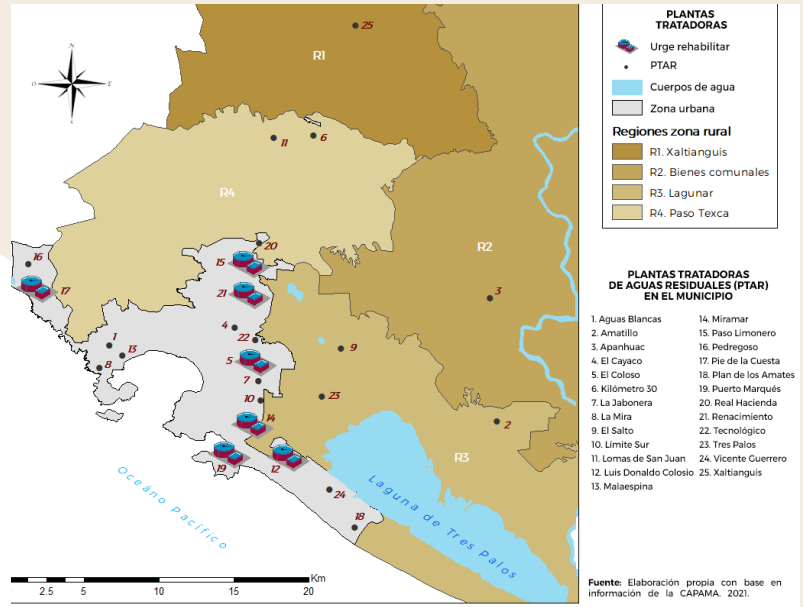 PLANTAS
TRATADORAS
Urge rehabilitar
PTAR
Cuerpos de agua
Zona urbana
Regiones zona rural
R1. Xaltianguis
R2. Bienes comunales
R3. Lagunar
R4. Paso Texca
PLANTAS TRATADORAS
DE AGUAS RESIDUALES (PTAR)
EN EL MUNICIPIO
1. Aguas Blancas
2. Amatillo
3. Apanhuac
4. El Cayaco
5. El Coloso
6. Kilómetro 30
7. La Jabonera
8. La Mira
9. El Salto
10. Límite Sur
11. Lomas de San Juan
12. Luis Donaldo Colosio
13. Malaespina
14. Miramar
15. Paso Limonero
16. Pedregoso
17. Pie de la Cuesta
18. Plan de los Amates
19. Puerto Marqués
20. Real Hacienda
21. Renacimiento
22. Tecnológico
23. Tres Palos
24. Vicente Guerrero
25. Xaltianguis
Fuente: Elaboración propia con base en
información de la CAPAMA. 2021.
N
O
E
S
25
R1
11
6
R4
20
R2
16
15
17
21
3
4
1
22
13
9
8
5
7
23
10
14
2
R3
19
12
24
18
Océano Pacífico
Laguna de Tres Palos
Km
2.5
5
10
15
20